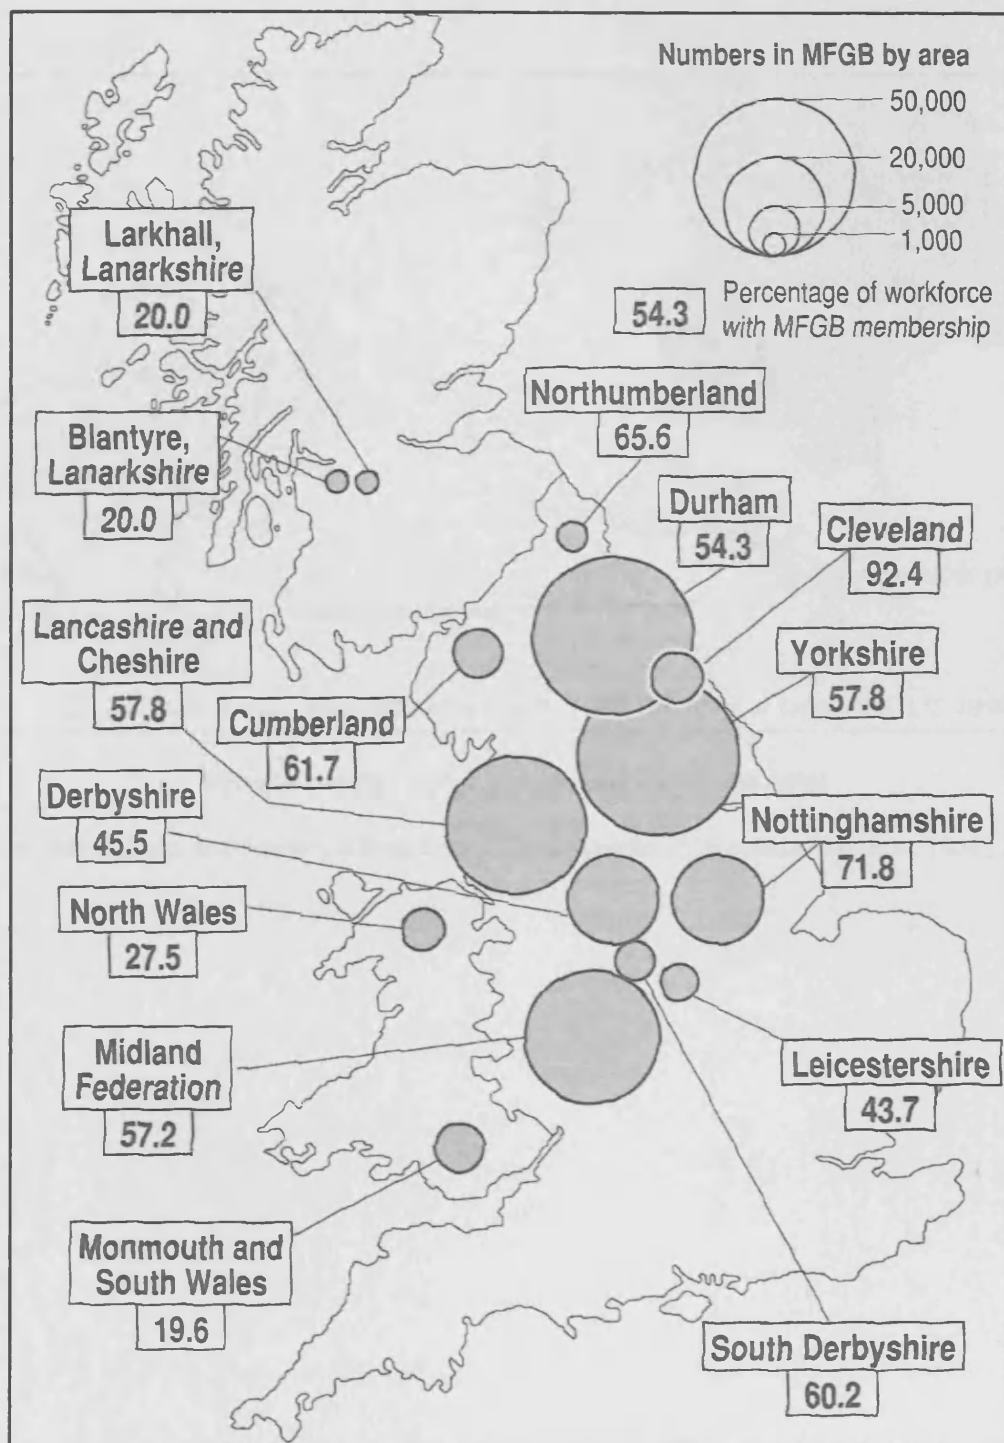 Numbers in MFGB by area
50,000
20,000
5,000
1,000
54.3
Percentage of workforce
with MFGB membership
Larkhall,
Lanarkshire
20.0
Blantyre,
Lanarkshire
20.0
Northumberland
65.6
Durham
54.3
Cleveland
92.4
Lancashire and
Cheshire
57.8
Cumberland
61.7
Yorkshire
57.8
Derbyshire
45.5
Nottinghamshire
71.8
North Wales
27.5
Midland
Federation
57.2
Leicestershire
43.7
Monmouth and
South Wales
19.6
South Derbyshire
60.2